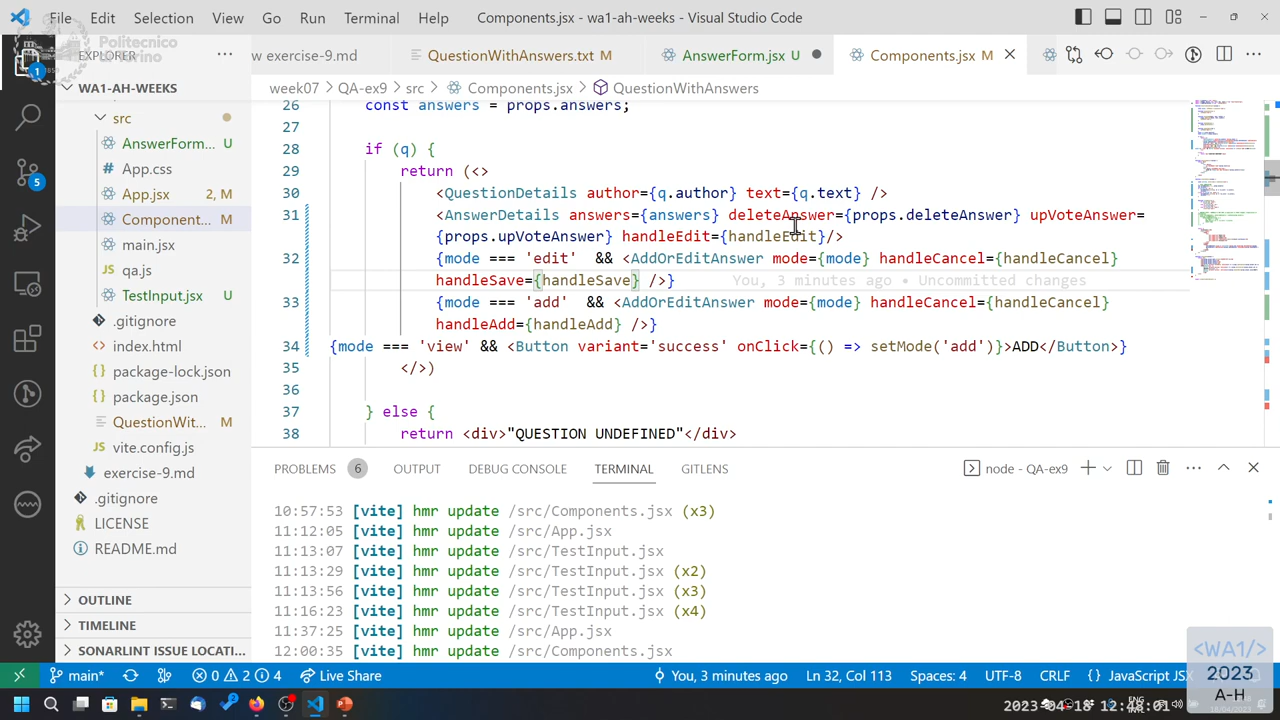 File Edit Selection View Go Run Terminal Help Components.jsx - wa1-ah-weeks - Visual Studio Code
Politecnico
EXPLORER ...
w exercise-9.md QuestionWithAnswers.txt M AnswerForm.jsx U Components.jsx M
WA1-AH-WEEKS
week07 > QA-ex9 > src > Components.jsx > QuestionWithAnswers
src
AnswerForm... U
App.css
App.jsx 2, M
Component... M
main.jsx
qa.js
TestInput.jsx U
.gitignore
index.html
package-lock.json
package.json
QuestionWit... M
vite.config.js
exercise-9.md
.gitignore
LICENSE
README.md
OUTLINE
TIMELINE
SONARLINT ISSUE LOCATI...
1
5
26 const answers = props.answers;
27
28 if (q) {
29 return (<>
30 <QuestionDetails author={q.author} text={q.text} />
31 <AnswerDetails answers={answers} deleteAnswer={props.deleteAnswer} upVoteAnswer=
{props.upVoteAnswer} handleEdit={handleEdit}/>
32 {mode === 'edit' && <AddOrEditAnswer mode={mode} handleCancel={handleCancel}
handleSave={handleSave} />} You, 3 minutes ago • Uncommitted changes
33 {mode === 'add' && <AddOrEditAnswer mode={mode} handleCancel={handleCancel}
handleAdd={handleAdd} />}
34 {mode === 'view' && <Button variant='success' onClick={() => setMode('add')}>ADD</Button>}
35 </>)
36
37 } else {
38 return <div>"QUESTION UNDEFINED"</div>
PROBLEMS 6 OUTPUT DEBUG CONSOLE TERMINAL GITLENS node - QA-ex9
10:57:53 [vite] hmr update /src/Components.jsx (x3)
11:12:05 [vite] hmr update /src/App.jsx
11:13:07 [vite] hmr update /src/TestInput.jsx
11:13:29 [vite] hmr update /src/TestInput.jsx (x2)
11:13:56 [vite] hmr update /src/TestInput.jsx (x3)
11:16:23 [vite] hmr update /src/TestInput.jsx (x4)
11:37:25 [vite] hmr update /src/App.jsx
12:00:35 [vite] hmr update /src/Components.jsx
<WA1/>
2023
A-H
main* 0 2 4 Live Share You, 3 minutes ago Ln 32, Col 113 Spaces: 4 UTF-8 CRLF {} JavaScript JSX
ENG
18/04/2023